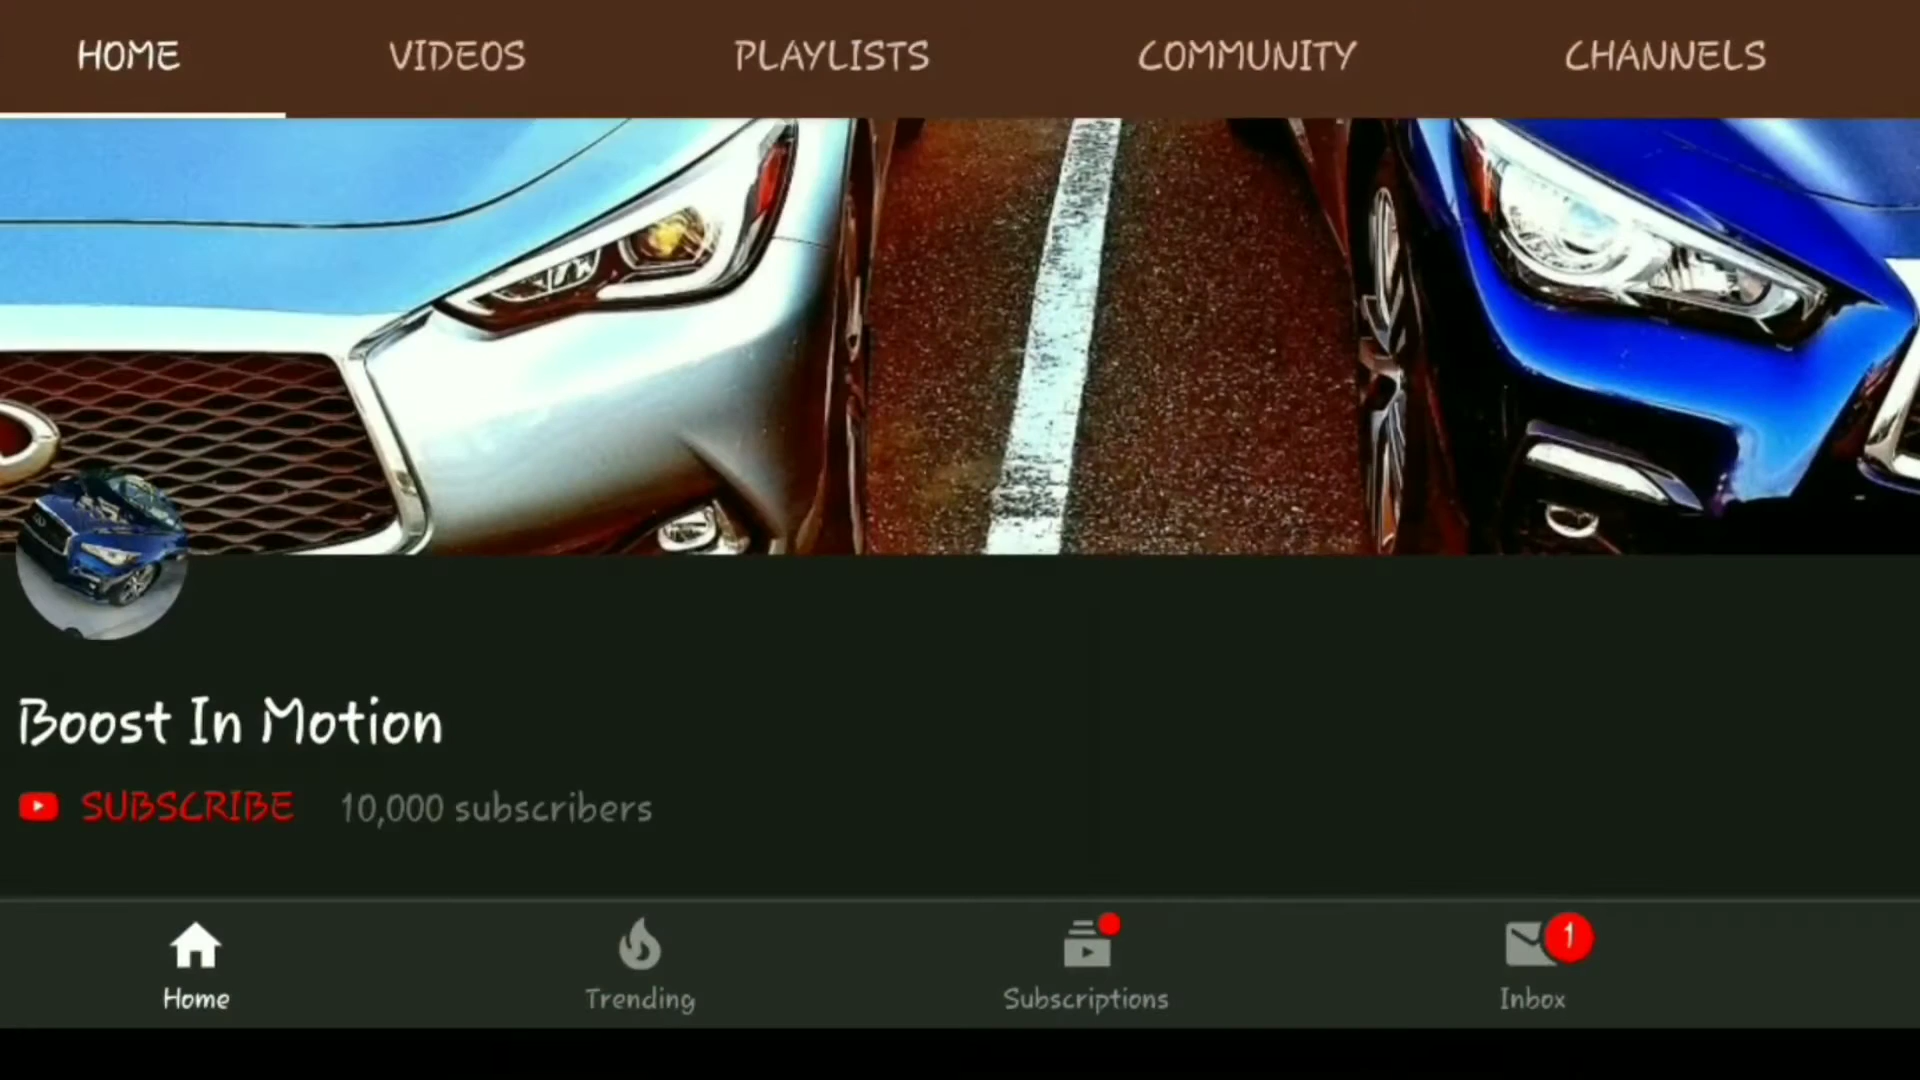 HOME VIDEOS PLAYLISTS COMMUNITY CHANNELS
Boost In Motion
SUBSCRIBE 10,000 subscribers
1
Home Trending Subscriptions Inbox